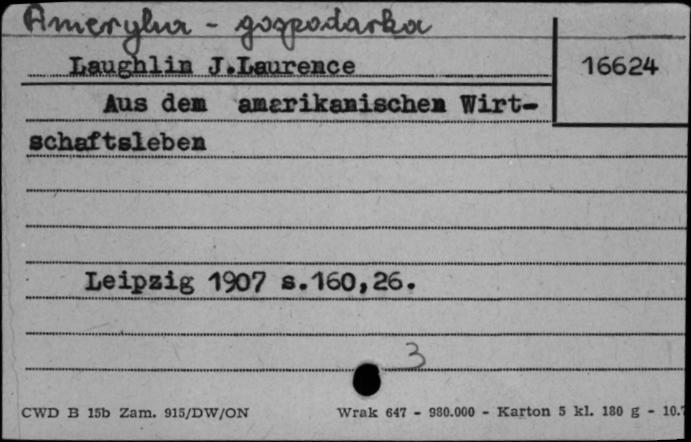 Ameryka - gospodarka
Laughlin J.Laurence
16624
Aus dem amerikanischen Wirt-
schaftsleben
Leipzig 1907 s.160,26.
3
CWD B 15b Zam. 915/DW/ON Wrak 647 - 980.000 - Karton 5 kl. 180 g - 10.7